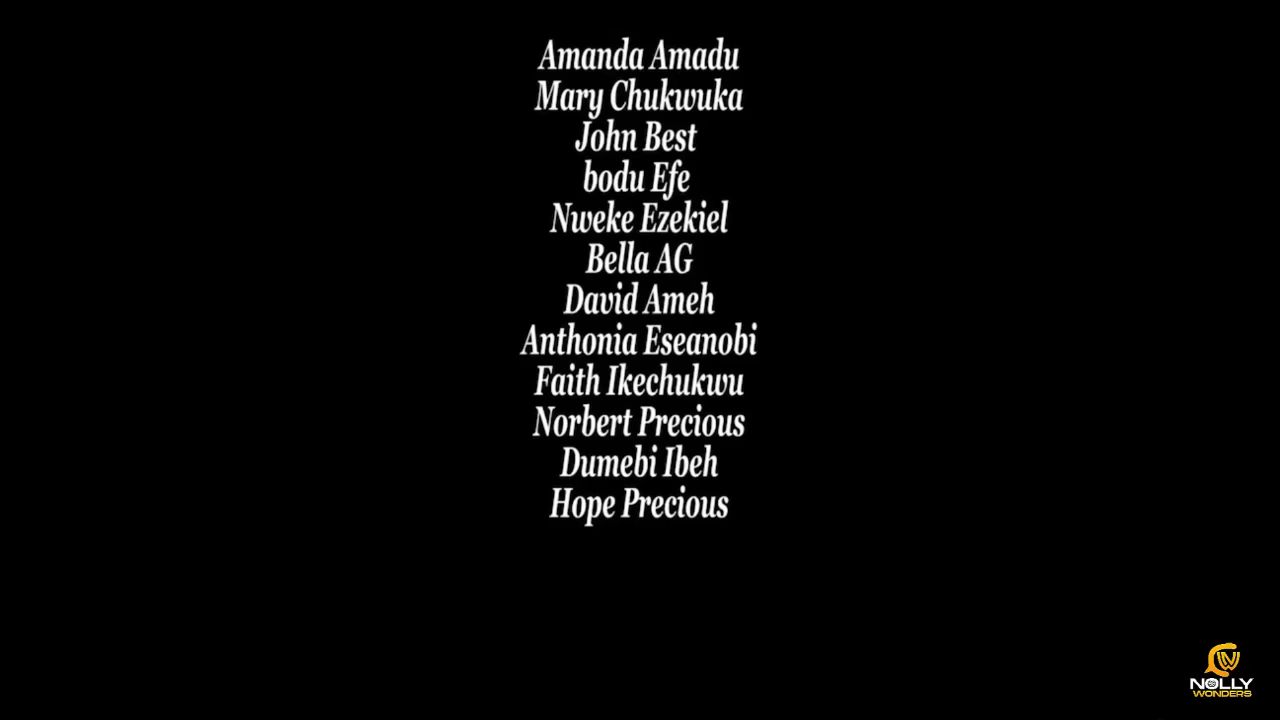 Amanda Amadu
Mary Chukwuka
John Best
bodu Efe
Nweke Ezekiel
Bella AG
David Ameh
Anthonia Eseanobi
Faith Ikechukwu
Norbert Precious
Dumebi Ibeh
Hope Precious
NOLLY
WONDERS